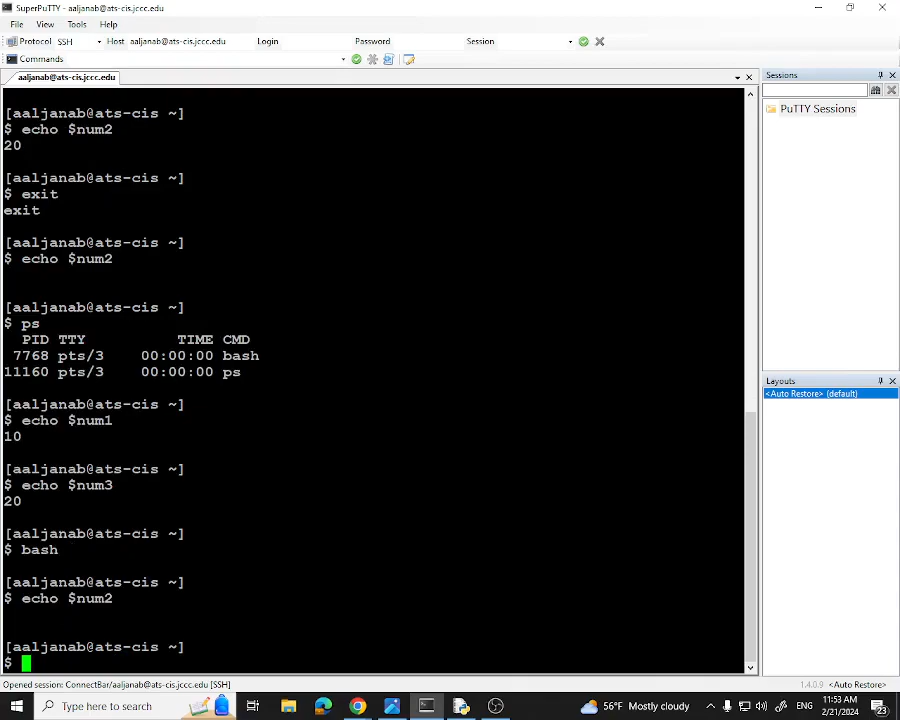 SuperPuTTY - aaljanab@ats-cis.jccc.edu
File View Tools Help
Protocol SSH Host aaljanab@ats-cis.jccc.edu Login Password Session
Commands
aaljanab@ats-cis.jccc.edu
[aaljanab@ats-cis ~]
$ echo $num2
20
[aaljanab@ats-cis ~]
$ exit
exit
[aaljanab@ats-cis ~]
$ echo $num2
[aaljanab@ats-cis ~]
$ ps
PID TTY TIME CMD
7768 pts/3 00:00:00 bash
11160 pts/3 00:00:00 ps
[aaljanab@ats-cis ~]
$ echo $num1
10
[aaljanab@ats-cis ~]
$ echo $num3
20
[aaljanab@ats-cis ~]
$ bash
[aaljanab@ats-cis ~]
$ echo $num2
[aaljanab@ats-cis ~]
$
Sessions
PuTTY Sessions
Layouts
<Auto Restore> (default)
Opened session: ConnectBar/aaljanab@ats-cis.jccc.edu [SSH] 1.4.0.9 <Auto Restore>
Type here to search
56°F Mostly cloudy
ENG
11:53 AM
2/21/2024
23